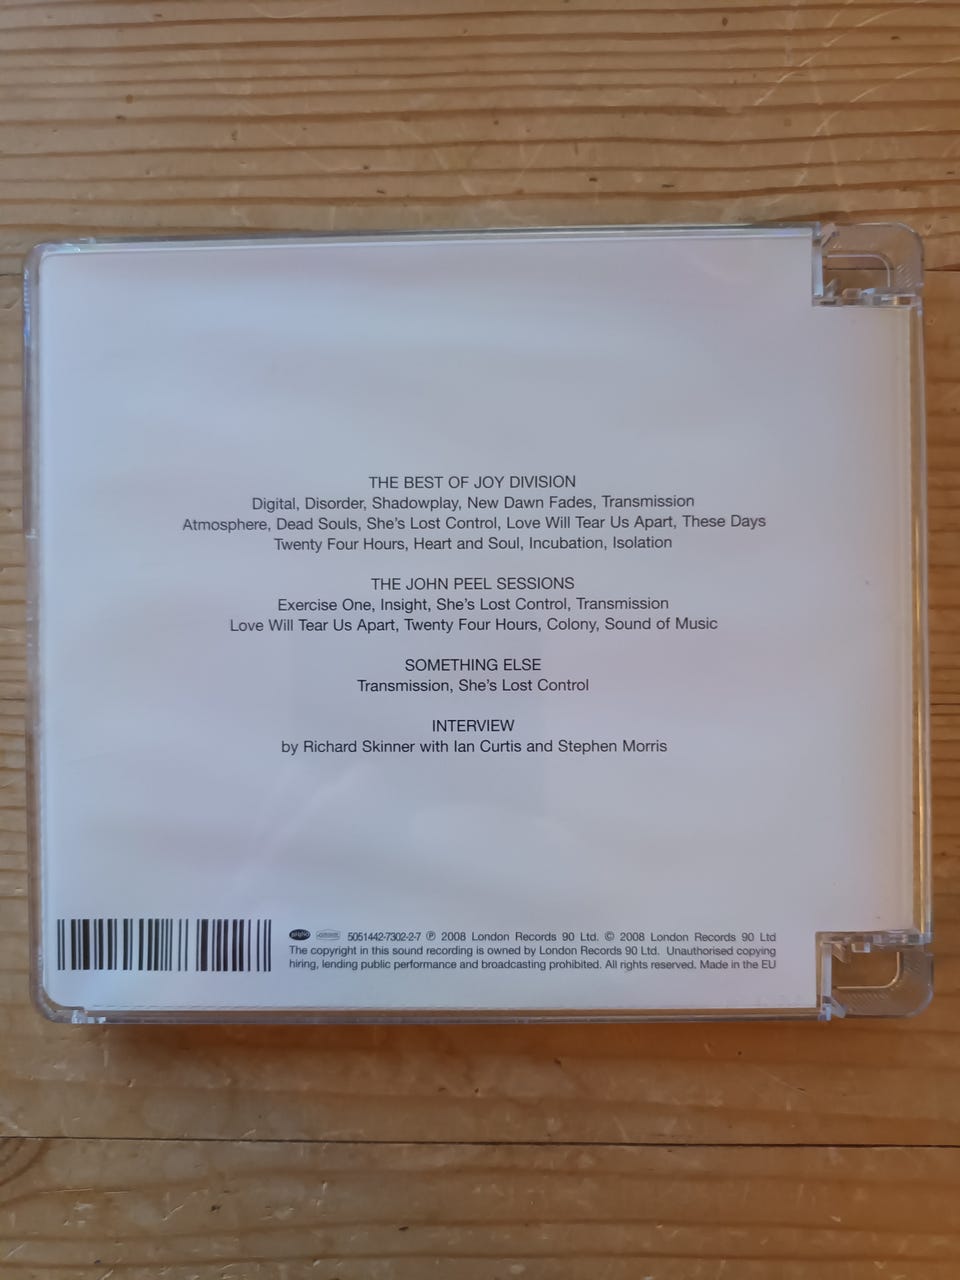 THE BEST OF JOY DIVISION
Digital, Disorder, Shadowplay, New Dawn Fades, Transmission
Atmosphere, Dead Souls, She's Lost Control, Love Will Tear Us Apart, These Days
Twenty Four Hours, Heart and Soul, Incubation, Isolation
THE JOHN PEEL SESSIONS
Exercise One, Insight, She's Lost Control, Transmission
Love Will Tear Us Apart, Twenty Four Hours, Colony, Sound of Music
SOMETHING ELSE
Transmission, She's Lost Control
INTERVIEW
by Richard Skinner with Ian Curtis and Stephen Morris
5051442-7302-2-7 ℗ 2008 London Records 90 Ltd. © 2008 London Records 90 Ltd
The copyright in this sound recording is owned by London Records 90 Ltd. Unauthorised copying
hiring, lending public performance and broadcasting prohibited. All rights reserved. Made in the EU